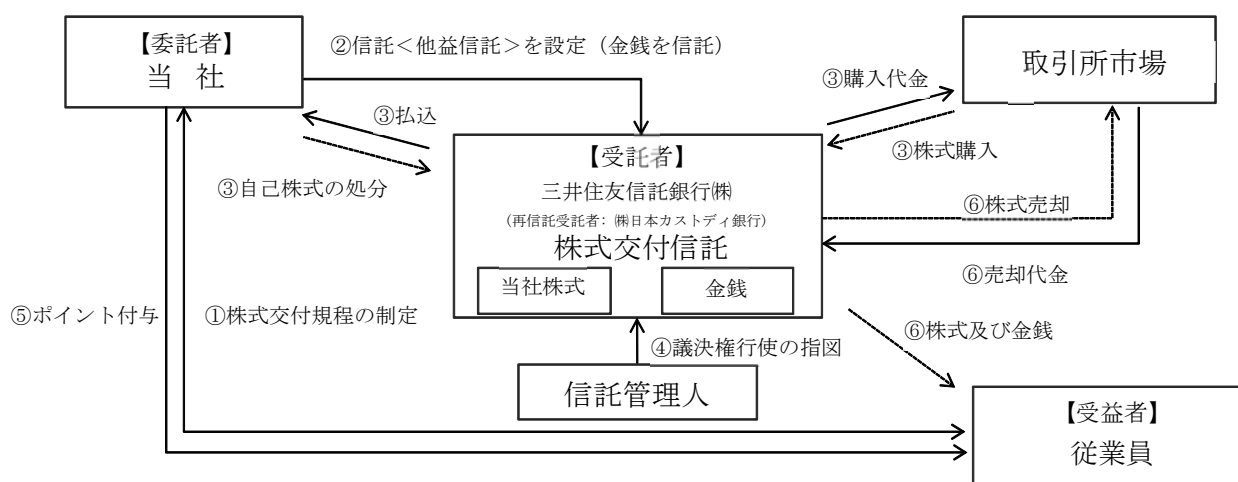 【委託者】
当 社
②信託＜他益信託＞を設定（金銭を信託）
取引所市場
③購入代金
③払込
③株式購入
③自己株式の処分
【受託者】
三井住友信託銀行㈱
(再信託受託者：㈱日本カストディ銀行)
株式交付信託
当社株式
金銭
⑥株式売却
⑥売却代金
⑤ポイント付与
①株式交付規程の制定
⑥株式及び金銭
④議決権行使の指図
信託管理人
【受益者】
従業員